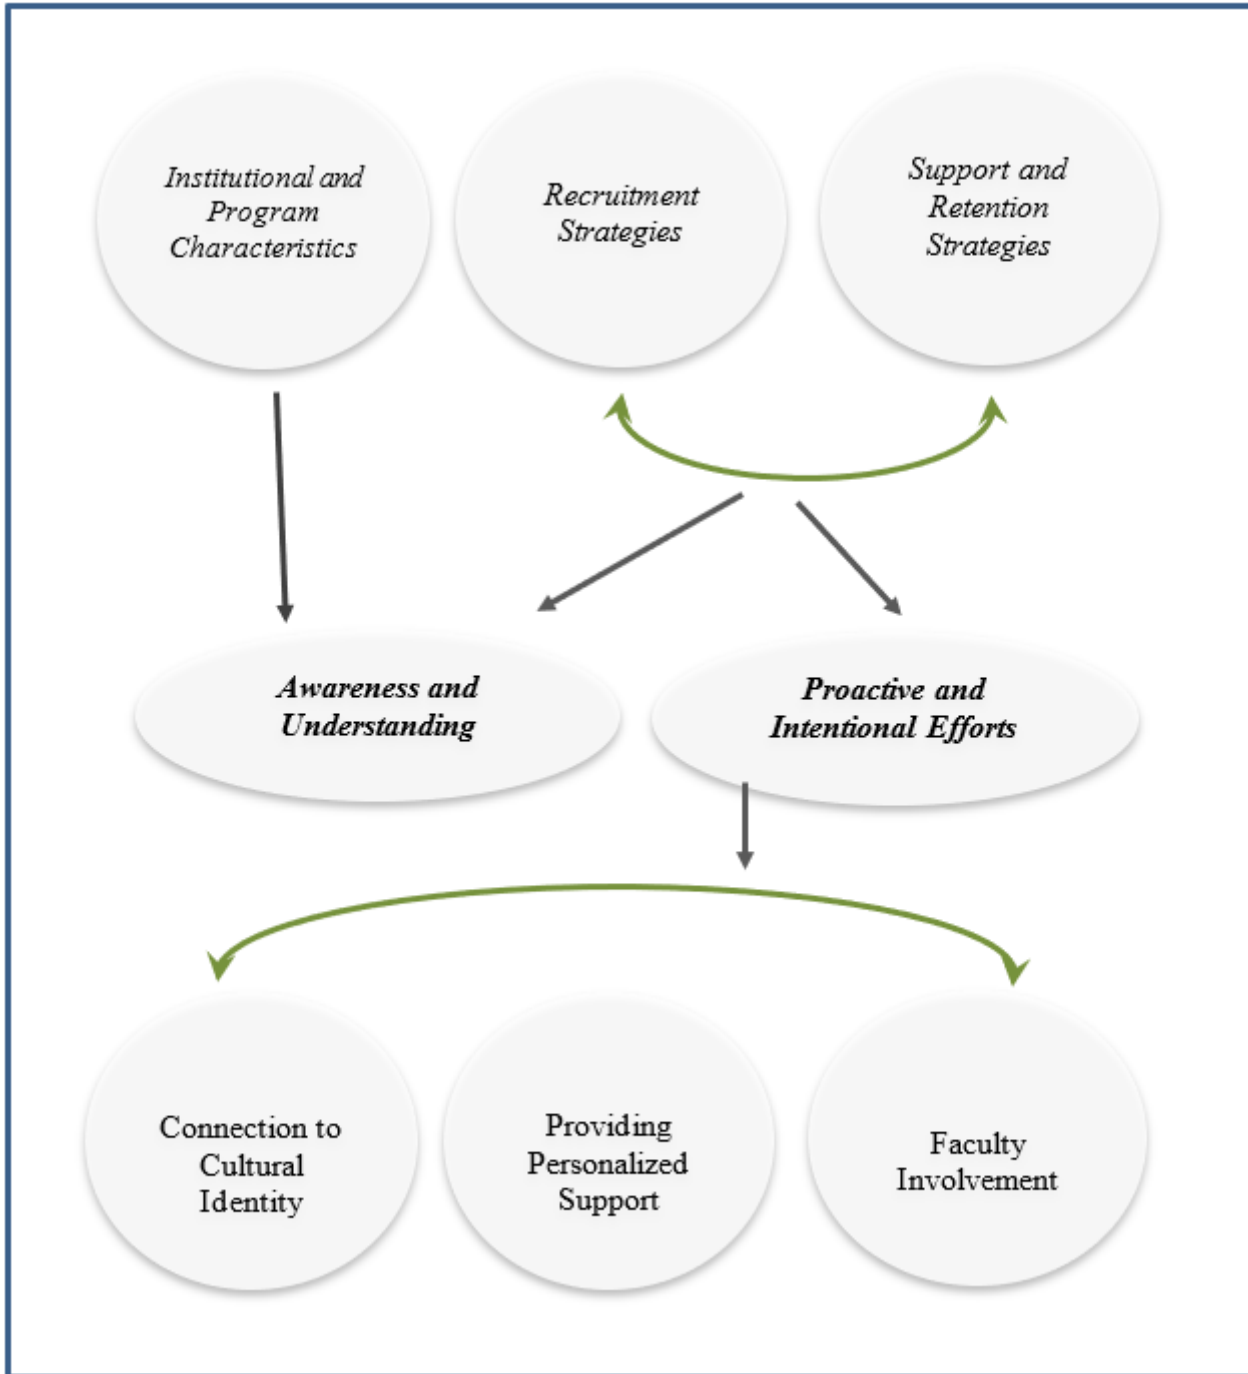 Institutional and
Program
Characteristics
Recruitment
Strategies
Support and
Retention
Strategies
Awareness and
Understanding
Proactive and
Intentional Efforts
Connection to
Cultural
Identity
Providing
Personalized
Support
Faculty
Involvement